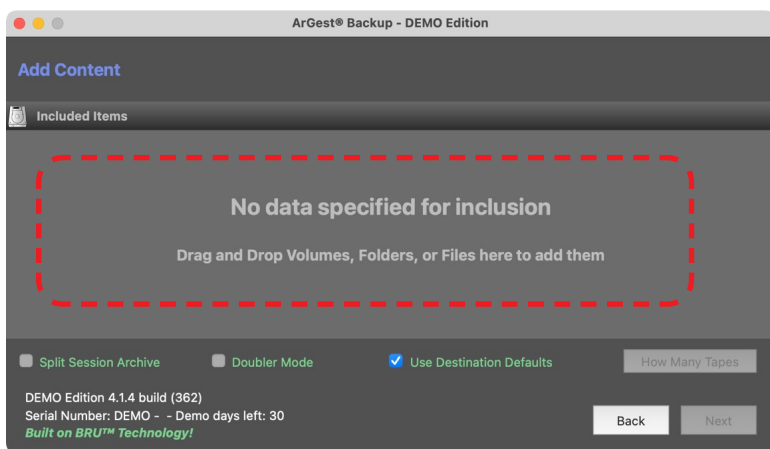 ArGest® Backup - DEMO Edition
Add Content
Included Items
No data specified for inclusion
Drag and Drop Volumes, Folders, or Files here to add them
Split Session Archive
Doubler Mode
Use Destination Defaults
How Many Tapes
DEMO Edition 4.1.4 build (362)
Serial Number: DEMO - - Demo days left: 30
Built on BRU™ Technology!
Back
Next